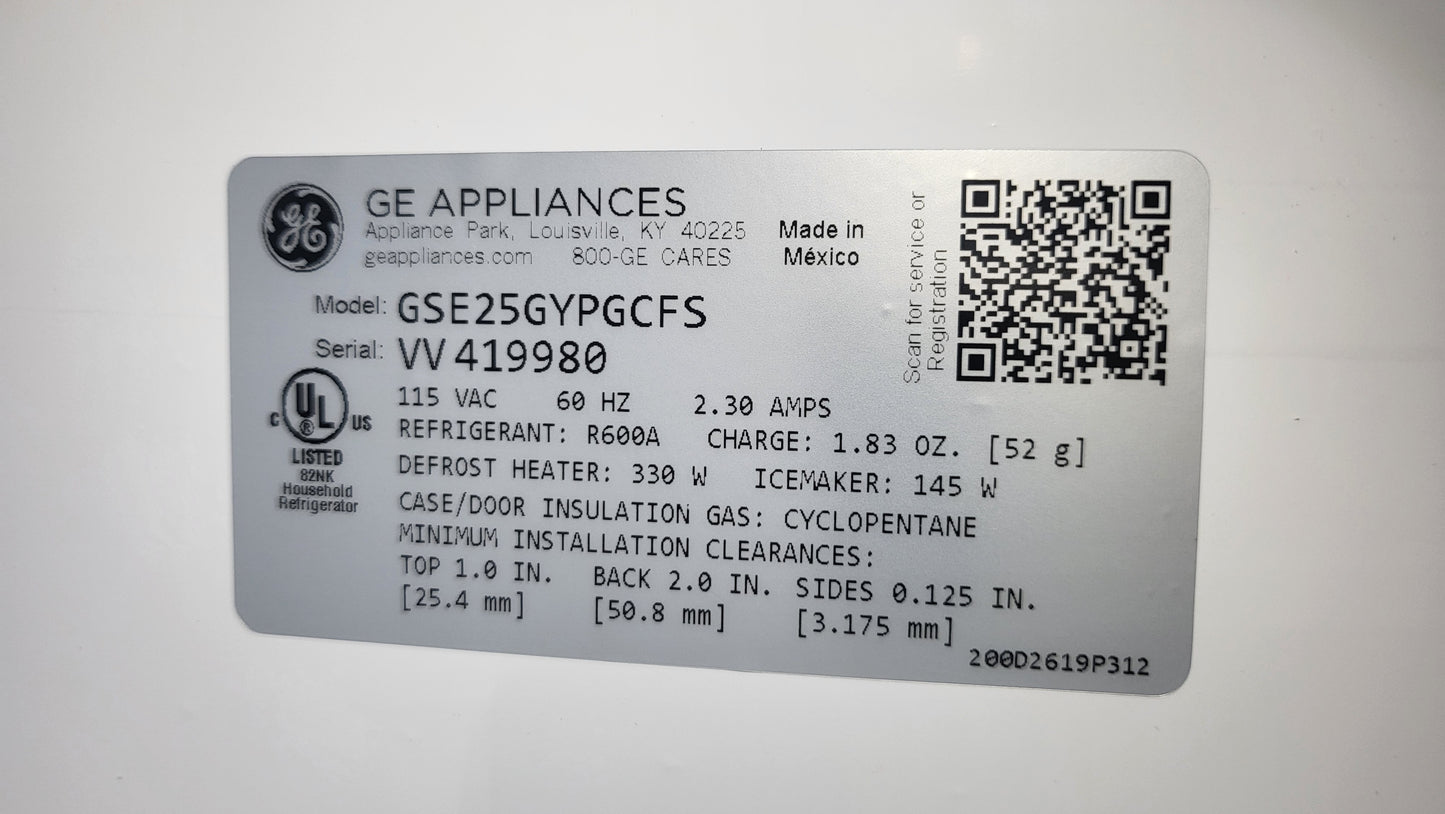 GE
GE APPLIANCES
Appliance Park, Louisville, KY 40225
geappliances.com 800-GE CARES
Made in
México
Scan for service or
Registration
Model: GSE25GYPGCFS
Serial: VV 419980
C UL ® US
LISTED
82NK
Household
Refrigerator
115 VAC 60 HZ 2.30 AMPS
REFRIGERANT: R600A CHARGE: 1.83 OZ. [52 g]
DEFROST HEATER: 330 W ICEMAKER: 145 W
CASE/DOOR INSULATION GAS: CYCLOPENTANE
MINIMUM INSTALLATION CLEARANCES:
TOP 1.0 IN. BACK 2.0 IN. SIDES 0.125 IN.
[25.4 mm] [50.8 mm] [3.175 mm]
200D2619P312